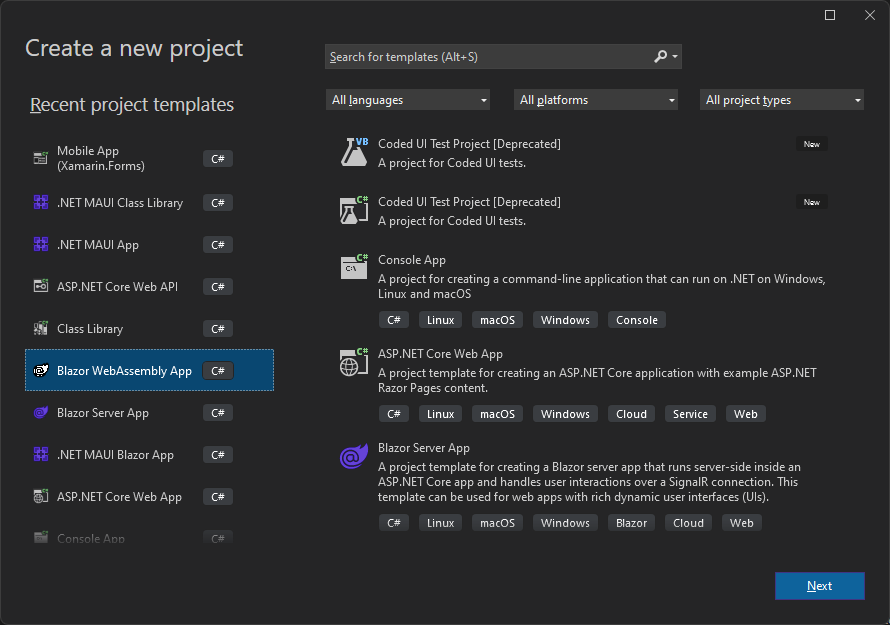 Create a new project
Search for templates (Alt+S)
Recent project templates
All languages
All platforms
All project types
Mobile App
(Xamarin.Forms)
C#
.NET MAUI Class Library
C#
.NET MAUI App
C#
ASP.NET Core Web API
C#
Class Library
C#
Blazor WebAssembly App
C#
Blazor Server App
C#
.NET MAUI Blazor App
C#
ASP.NET Core Web App
C#
Console App
C#
VB
Coded UI Test Project [Deprecated]
New
A project for Coded UI tests.
C#
Coded UI Test Project [Deprecated]
New
A project for Coded UI tests.
C#
C:\
Console App
A project for creating a command-line application that can run on .NET on Windows,
Linux and macOS
C# Linux macOS Windows Console
C#
ASP.NET Core Web App
A project template for creating an ASP.NET Core application with example ASP.NET
Razor Pages content.
C# Linux macOS Windows Cloud Service Web
Blazor Server App
A project template for creating a Blazor server app that runs server-side inside an
ASP.NET Core app and handles user interactions over a SignalR connection. This
template can be used for web apps with rich dynamic user interfaces (UIs).
C# Linux macOS Windows Blazor Cloud Web
Next